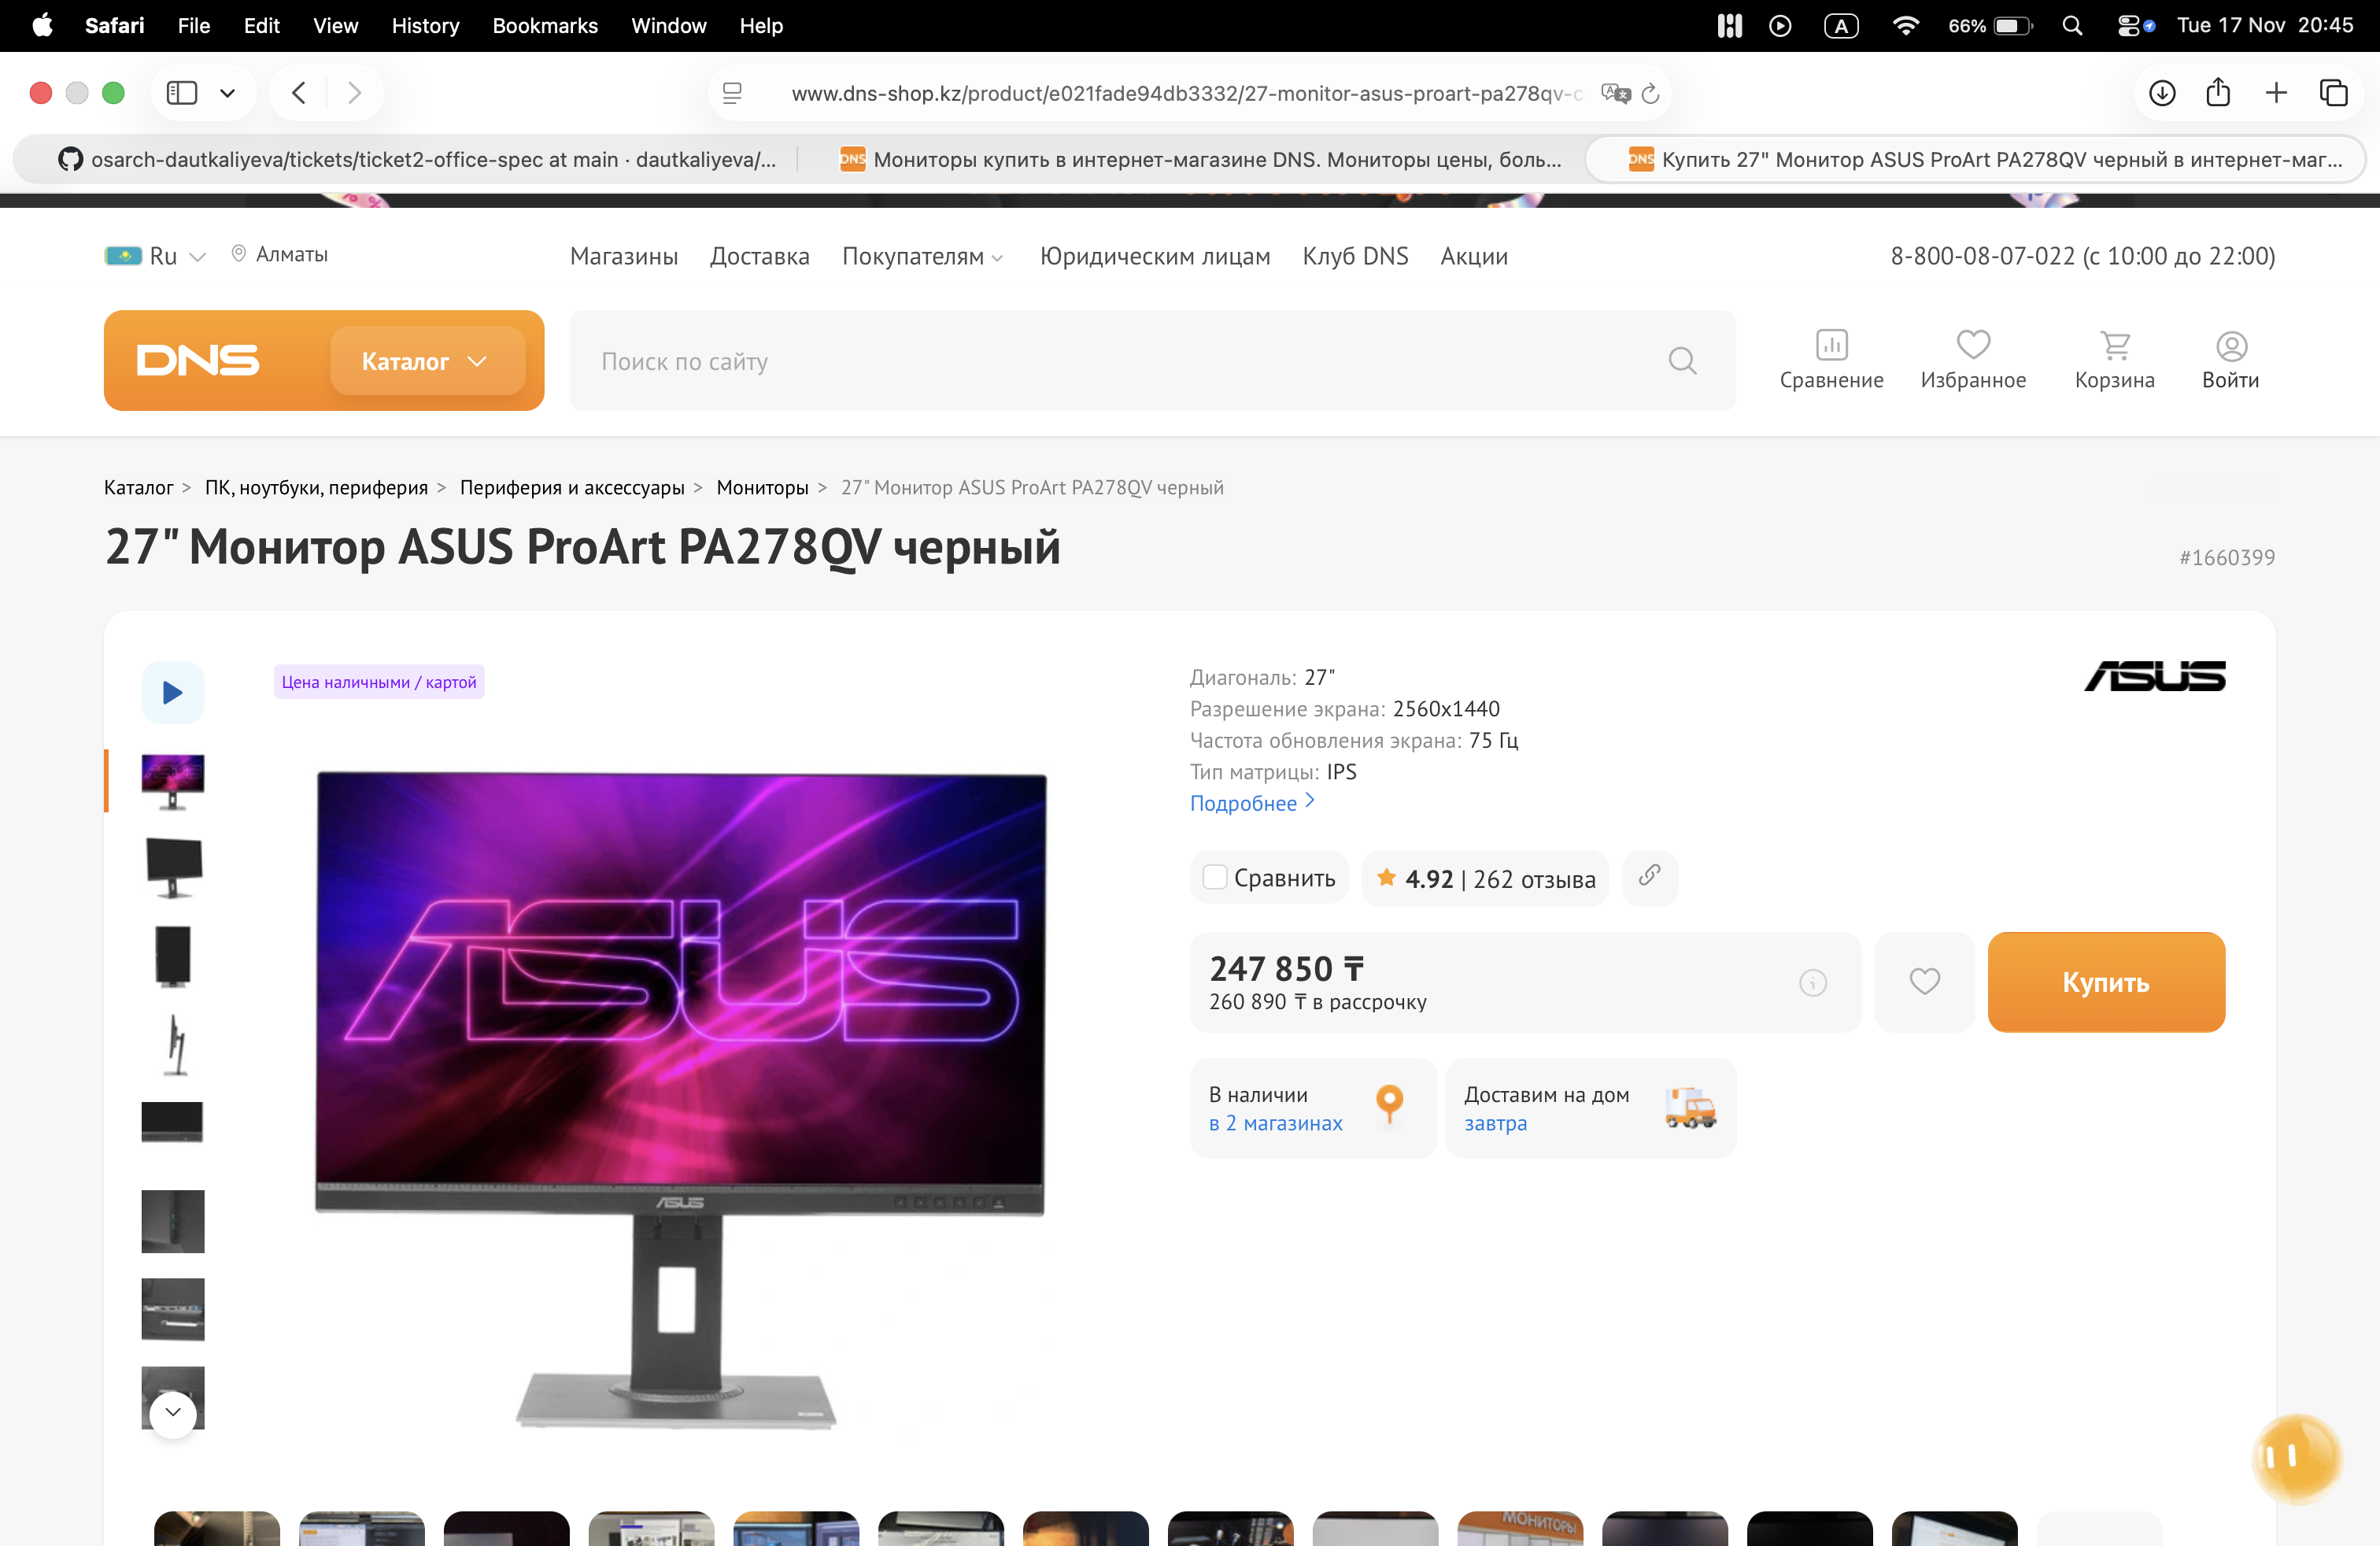 Safari File Edit View History Bookmarks Window Help A 66% Tue 17 Nov 20:45
www.dns-shop.kz/product/e021fade94db3332/27-monitor-asus-proart-pa278qv-c
osarch-dautkaliyeva/tickets/ticket2-office-spec at main · dautkaliyeva/...
DNS Мониторы купить в интернет-магазине DNS. Мониторы цены, боль...
DNS Купить 27" Монитор ASUS ProArt PA278QV черный в интернет-маг...
Ru Алматы Магазины Доставка Покупателям Юридическим лицам Клуб DNS Акции 8-800-08-07-022 (с 10:00 до 22:00)
DNS Каталог Поиск по сайту Сравнение Избранное Корзина Войти
Каталог > ПК, ноутбуки, периферия > Периферия и аксессуары > Мониторы > 27" Монитор ASUS ProArt PA278QV черный
27" Монитор ASUS ProArt PA278QV черный
#1660399
Цена наличными / картой
ASUS
ASUS
Диагональ: 27"
Разрешение экрана: 2560x1440
Частота обновления экрана: 75 Гц
Тип матрицы: IPS
Подробнее
ASUS
Сравнить
4.92 | 262 отзыва
247 850 ₸
260 890 ₸ в рассрочку
Купить
В наличии
в 2 магазинах
Доставим на дом
завтра
МОНИТОРЫ